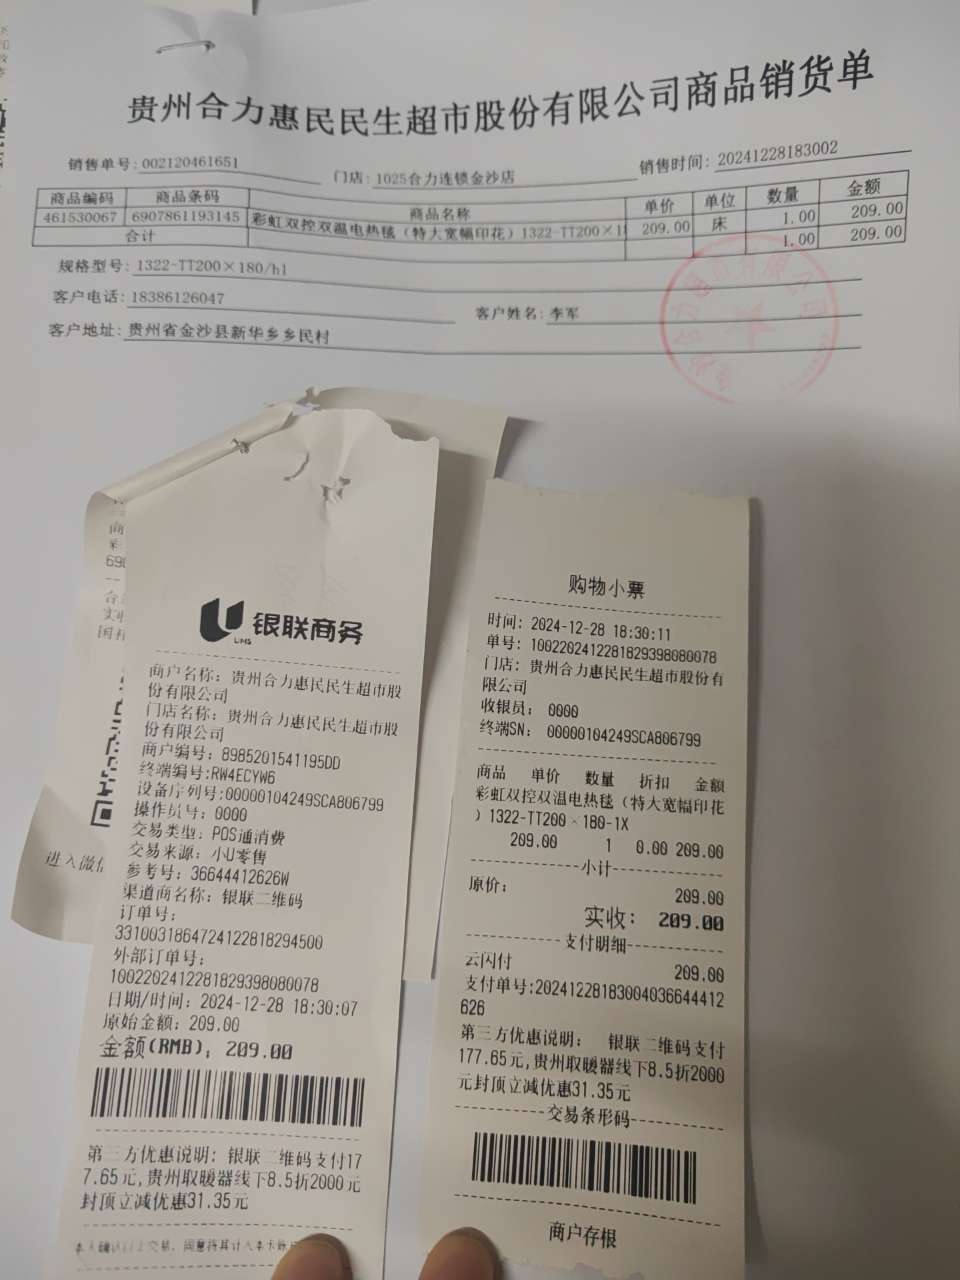 贵州合力惠民民生超市股份有限公司商品销货单
销售单号: 002120461651 门店: 1025合力连锁金沙店 销售时间: 20241228183002
商品编码 商品条码 商品名称 单价 单位 数量 金额
461530067 6907861193145 彩虹双控双温电热毯（特大宽幅印花）1322-TT200×1 209.00 床 1.00 209.00
合计 1.00 209.00
规格型号: 1322-TT200×180/h1
客户电话: 18386126047 客户姓名: 李军
客户地址: 贵州省金沙县新华乡乡民村
进入微信
银联商务
商户名称: 贵州合力惠民民生超市股
份有限公司
门店名称: 贵州合力惠民民生超市股
份有限公司
商户编号: 8985201541195DD
终端编号:RW4ECYW6
设备序列号:00000104249SCA806799
操作员号: 0000
交易类型: POS通消费
交易来源: 小U零售
参考号: 36644412626W
渠道商名称: 银联二维码
订单号:
33100318647241228182945​00
外部订单号:
1002202412281829398080078
日期/时间: 2024-12-28 18:30:07
原始金额: 209.00
金额(RMB): 209.00
第三方优惠说明: 银联二维码支付17
7.65元,贵州取暖器线下8.5折2000元
封顶立减优惠31.35元
购物小票
时间: 2024-12-28 18:30:11
单号: 1002202412281829398080078
门店: 贵州合力惠民民生超市股份有
限公司
收银员: 0000
终端SN: 00000104249SCA806799
商品 单价 数量 折扣 金额
彩虹双控双温电热毯（特大宽幅印花
）1322-TT200×180-1X
209.00 1 0.00 209.00
小计
原价: 209.00
实收: 209.00
支付明细
云闪付 209.00
支付单号:20241228183004036644412
626
第三方优惠说明: 银联二维码支付
177.65元,贵州取暖器线下8.5折2000
元封顶立减优惠31.35元
交易条形码
商户存根